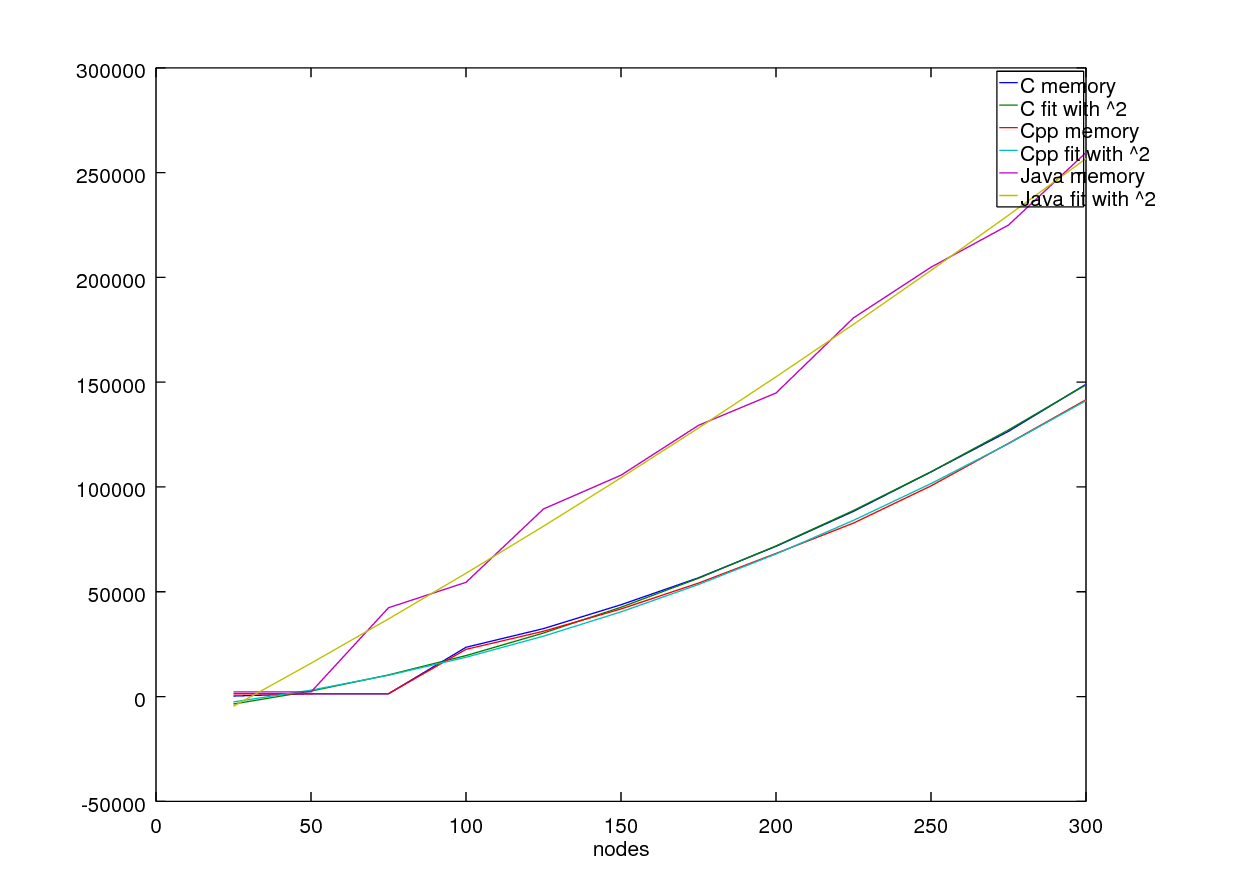 300000
250000
200000
150000
100000
50000
0
-50000
C memory
C fit with ^2
Cpp memory
Cpp fit with ^2
Java memory
Java fit with ^2
0 50 100 150 200 250 300
nodes